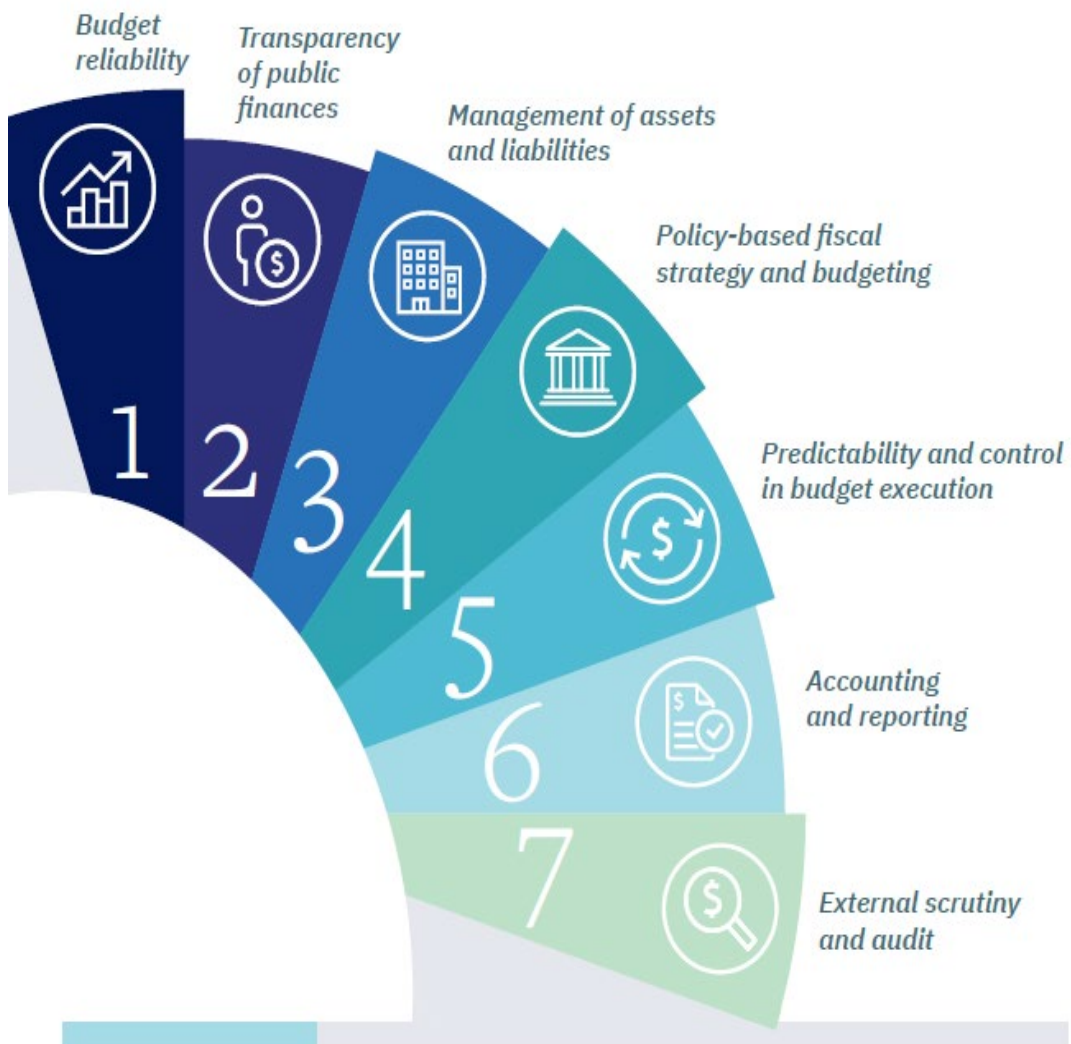 Budget
reliability
Transparency
of public
finances
Management of assets
and liabilities
Policy-based fiscal
strategy and budgeting
Predictability and control
in budget execution
Accounting
and reporting
External scrutiny
and audit
1
2
3
4
5
6
7
$
$
$
$